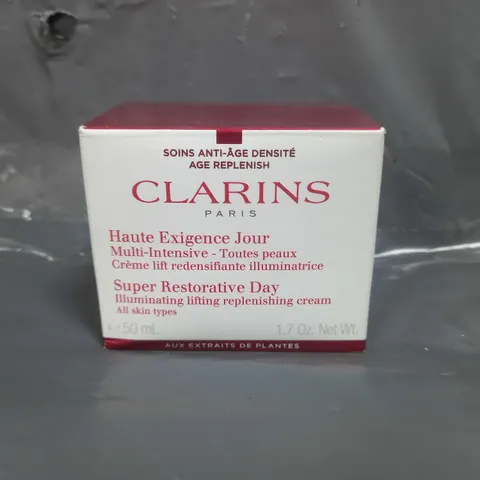 SOINS ANTI-ÂGE DENSITÉ
AGE REPLENISH
CLARINS
PARIS
Haute Exigence Jour
Multi-Intensive - Toutes peaux
Crème lift redensifiante illuminatrice
Super Restorative Day
Illuminating lifting replenishing cream
All skin types
50 mL 1.7 Oz. Net Wt.
AUX EXTRAITS DE PLANTES